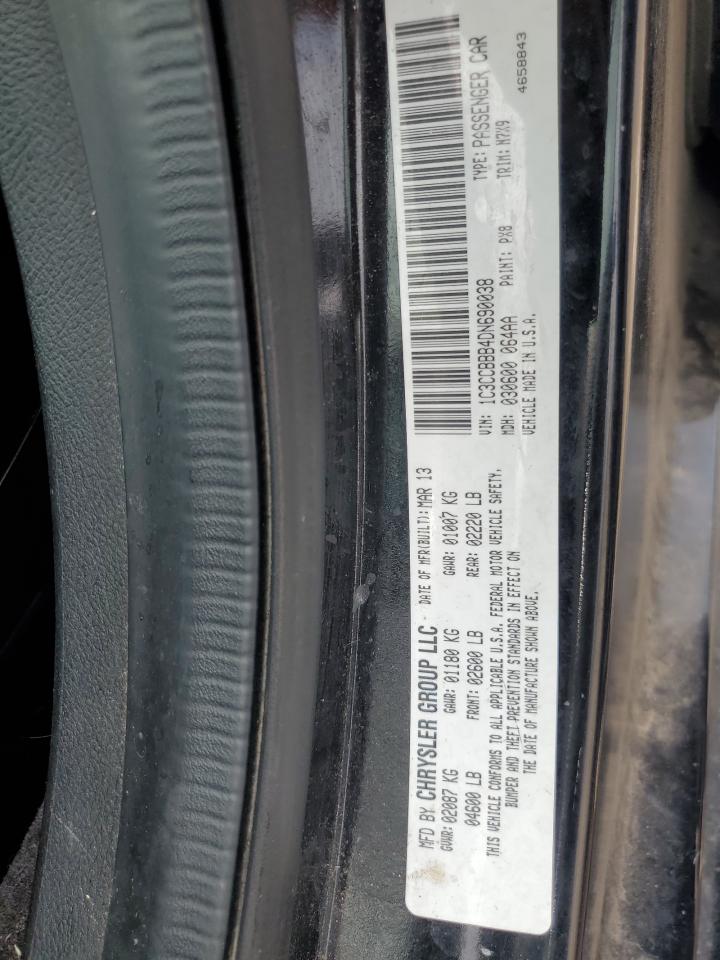 MFD BY CHRYSLER GROUP LLC - DATE OF MFR(BUILT): MAR 13
GVWR: 02087 KG GAWR: 01180 KG GAWR: 01007 KG
04600 LB FRONT: 02600 LB REAR: 02220 LB
THIS VEHICLE CONFORMS TO ALL APPLICABLE U.S.A. FEDERAL MOTOR VEHICLE SAFETY,
BUMPER AND THEFT PREVENTION STANDARDS IN EFFECT ON
THE DATE OF MANUFACTURE SHOWN ABOVE.
VIN: 1C3CCBBB4DN690038 TYPE: PASSENGER CAR
MDH: 030600 064AA PAINT: PX8 TRIM: N7X9
VEHICLE MADE IN U.S.A.
4658843